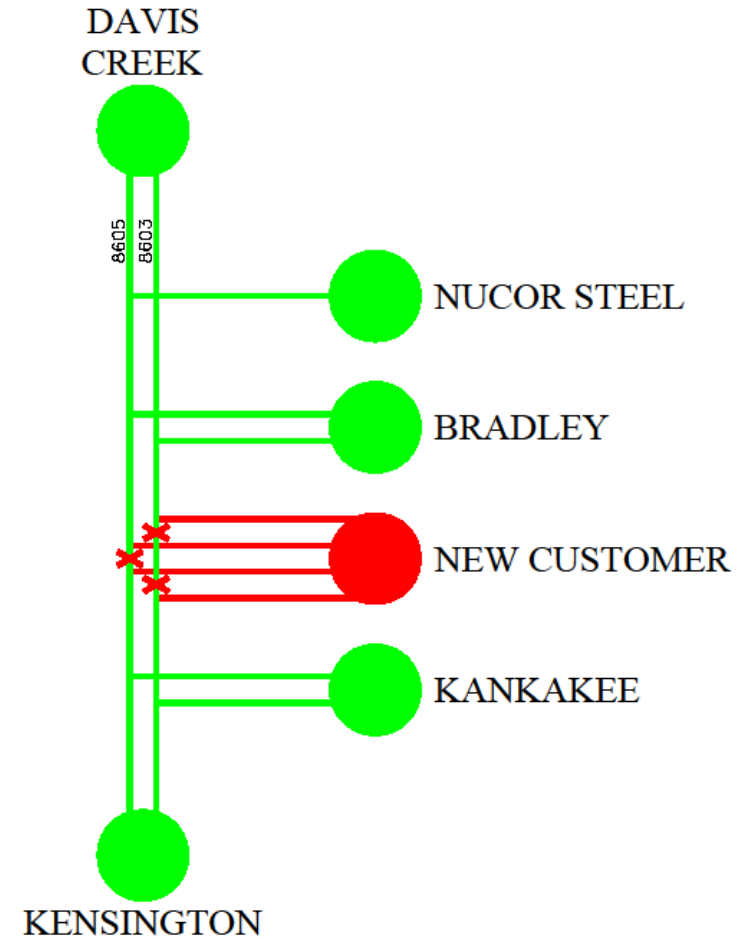 DAVIS
CREEK
8605
8603
NUCOR STEEL
BRADLEY
NEW CUSTOMER
KANKAKEE
KENSINGTON